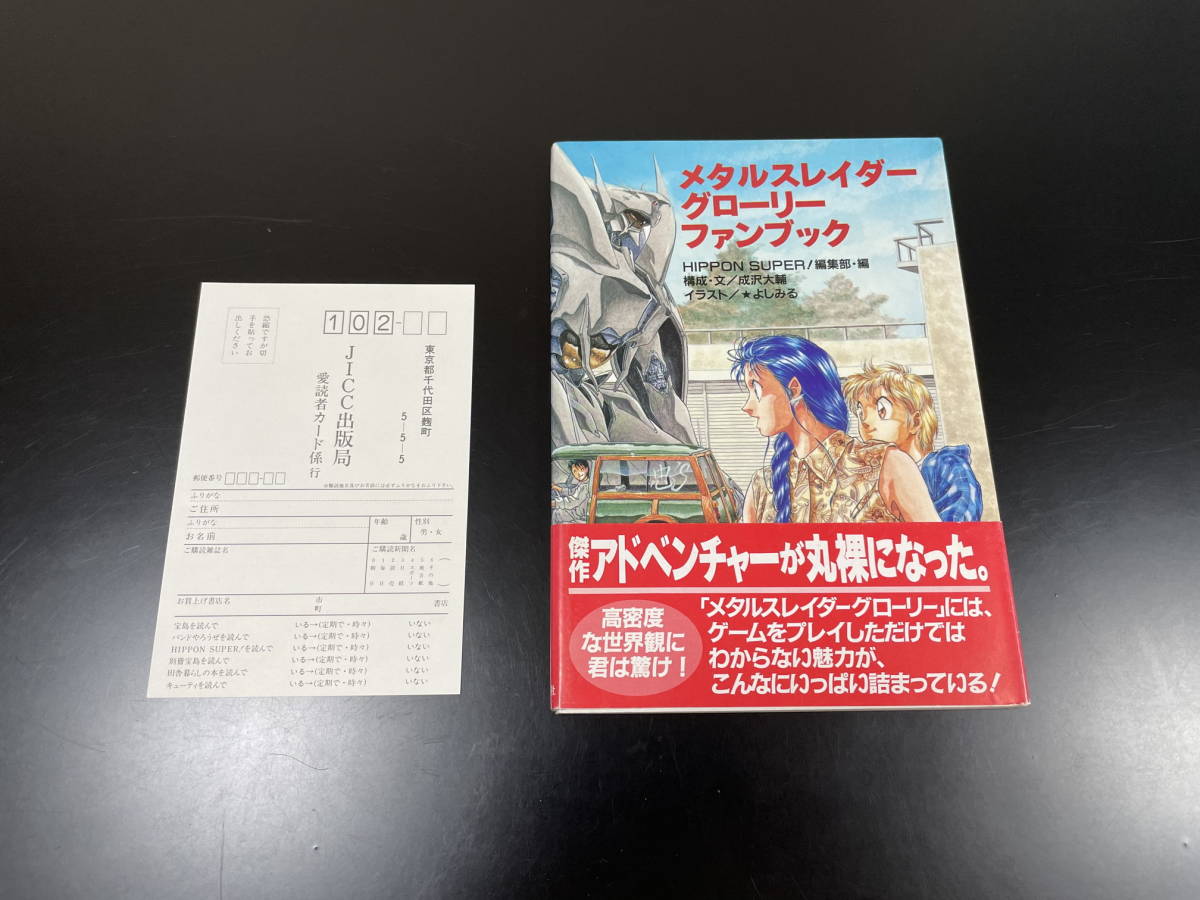 恐縮ですが切
手を貼ってお
出しください
102-
東京都千代田区麹町
5—5—5
JICC出版局
愛読者カード係 行
郵便番号
ふりがな
ご住所
ふりがな
お名前
年齢
歳
性別
男・女
ご購読雑誌名
ご購読新聞名
お買上げ書店名
市
町
書店
宝島を読んで いる→(定期で・時々) いない
バンドやろうぜを読んで いる→(定期で・時々) いない
HIPPON SUPER!を読んで いる→(定期で・時々) いない
別冊宝島を読んで いる→(定期で・時々) いない
田舎暮らしの本を読んで いる→(定期で・時々) いない
キューティを読んで いる→(定期で・時々) いない
メタルスレイダー
グローリー
ファンブック
HIPPON SUPER!編集部・編
構成・文／成沢大輔
イラスト／★よしみる
傑作アドベンチャーが丸裸になった。
高密度
な世界観に
君は驚け！
「メタルスレイダーグローリー」には、
ゲームをプレイしただけでは
わからない魅力が、
こんなにいっぱい詰まっている！